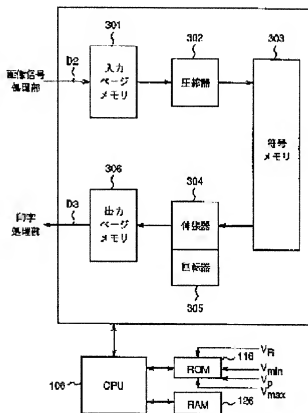 301
302
303
D2
画像信号
処理部
入力
ページ
メモリ
圧縮器
符号
メモリ
306
304
D3
印字
処理部
出力
ページ
メモリ
伸張器
回転器
305
116
VR
106
CPU
ROM
Vmin
Vp
Vmax
RAM
126